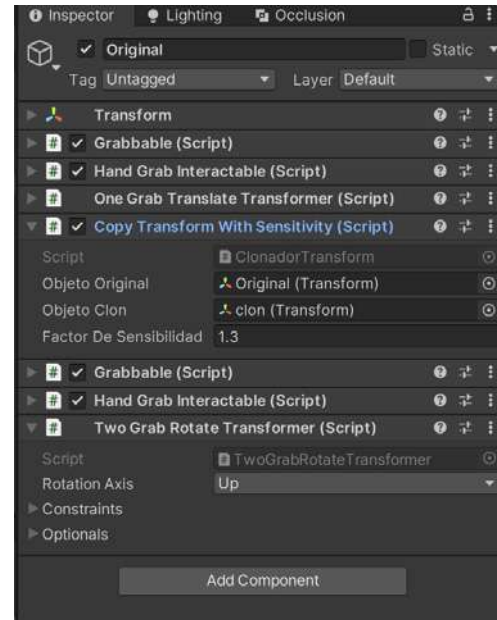 Inspector Lighting Occlusion
Original Static
Tag Untagged Layer Default
Transform
Grabbable (Script)
Hand Grab Interactable (Script)
One Grab Translate Transformer (Script)
Copy Transform With Sensitivity (Script)
Script ClonadorTransform
Objeto Original Original (Transform)
Objeto Clon clon (Transform)
Factor De Sensibilidad 1.3
Grabbable (Script)
Hand Grab Interactable (Script)
Two Grab Rotate Transformer (Script)
Script TwoGrabRotateTransformer
Rotation Axis Up
Constraints
Optionals
Add Component